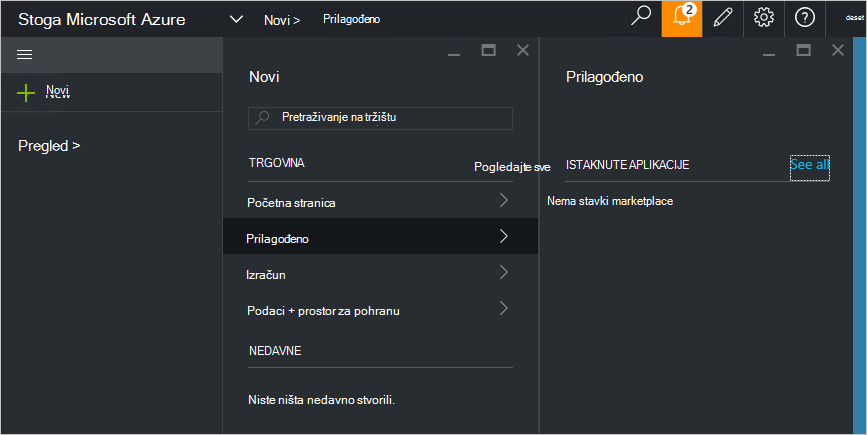 Stoga Microsoft Azure
Novi >
Prilagođeno
2
deset
Novi
Pregled >
Novi
Pretraživanje na tržištu
TRGOVINA
Pogledajte sve
Početna stranica
Prilagođeno
Izračun
Podaci + prostor za pohranu
NEDAVNE
Niste ništa nedavno stvorili.
Prilagođeno
ISTAKNUTE APLIKACIJE
See all
Nema stavki marketplace